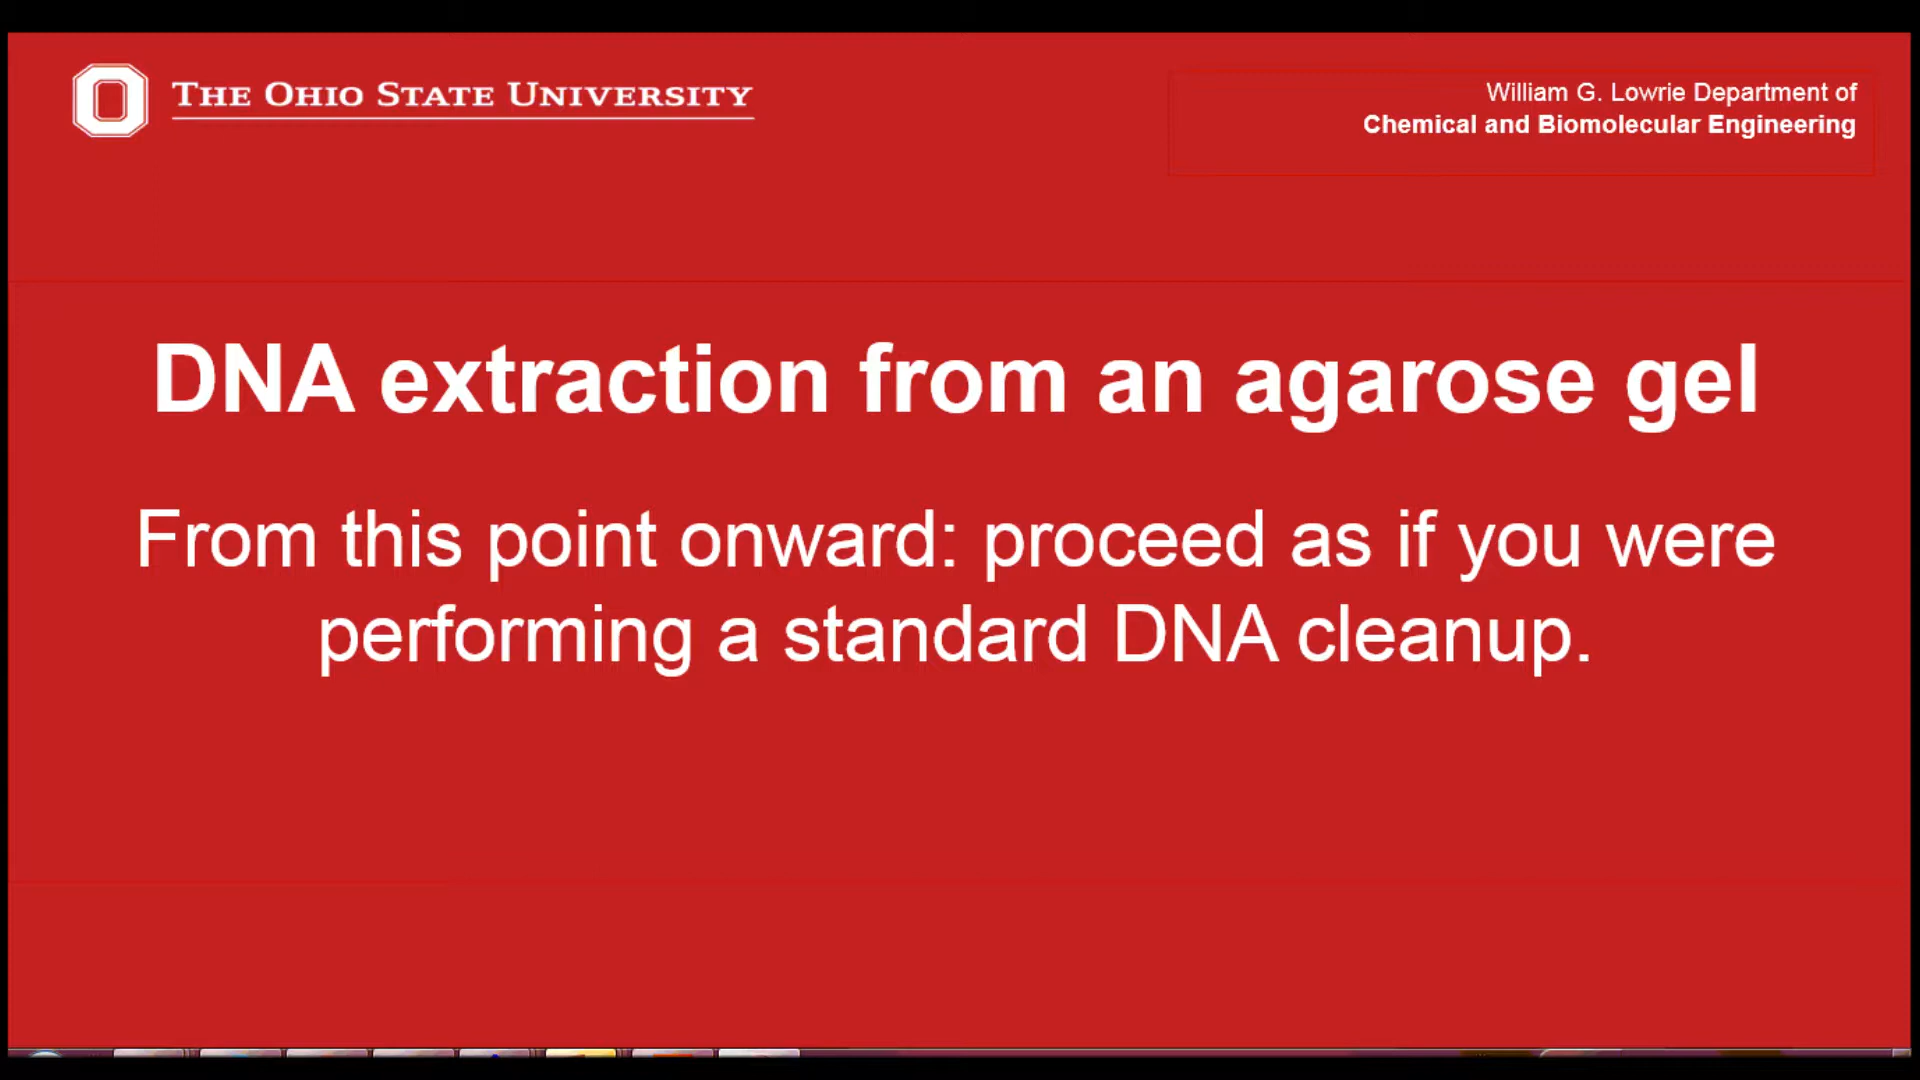 THE OHIO STATE UNIVERSITY
William G. Lowrie Department of
Chemical and Biomolecular Engineering
DNA extraction from an agarose gel
From this point onward: proceed as if you were
performing a standard DNA cleanup.